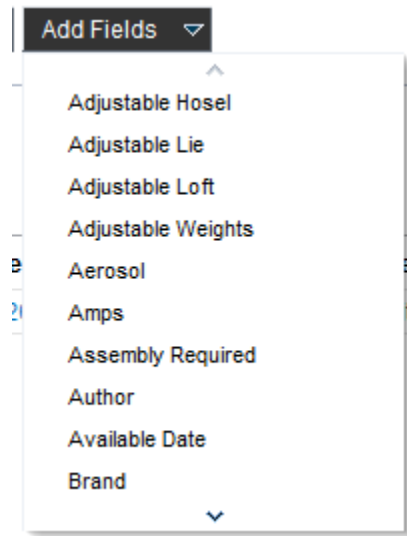 Add Fields
Adjustable Hosel
Adjustable Lie
Adjustable Loft
Adjustable Weights
Aerosol
Amps
Assembly Required
Author
Available Date
Brand